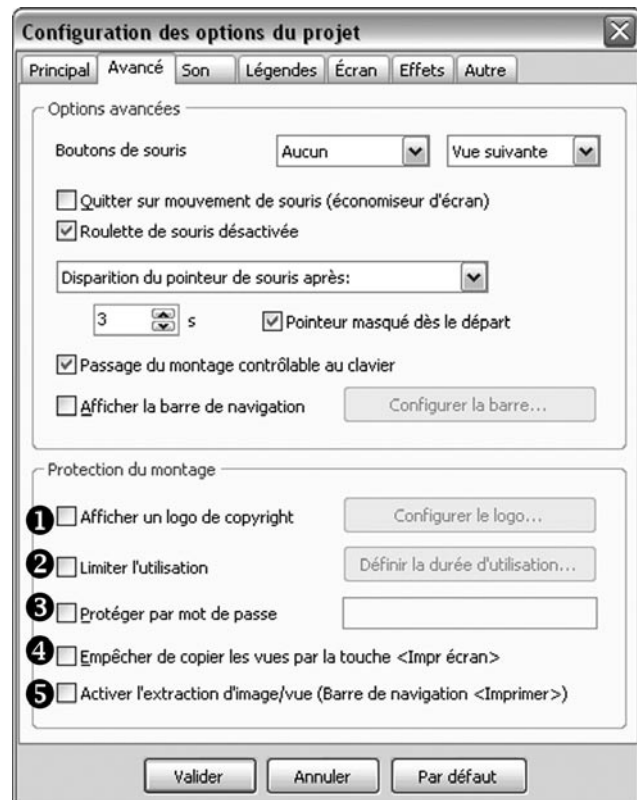 Configuration des options du projet
Principal Avancé Son Légendes Écran Effets Autre
Options avancées
Boutons de souris Aucun Vue suivante
Quitter sur mouvement de souris (économiseur d'écran)
Roulette de souris désactivée
Disparition du pointeur de souris après:
3 s Pointeur masqué dès le départ
Passage du montage contrôlable au clavier
Afficher la barre de navigation Configurer la barre...
Protection du montage
❶ Afficher un logo de copyright Configurer le logo...
❷ Limiter l'utilisation Définir la durée d'utilisation...
❸ Protéger par mot de passe
❹ Empêcher de copier les vues par la touche <Impr écran>
❺ Activer l'extraction d'image/vue (Barre de navigation <Imprimer>)
Valider Annuler Par défaut